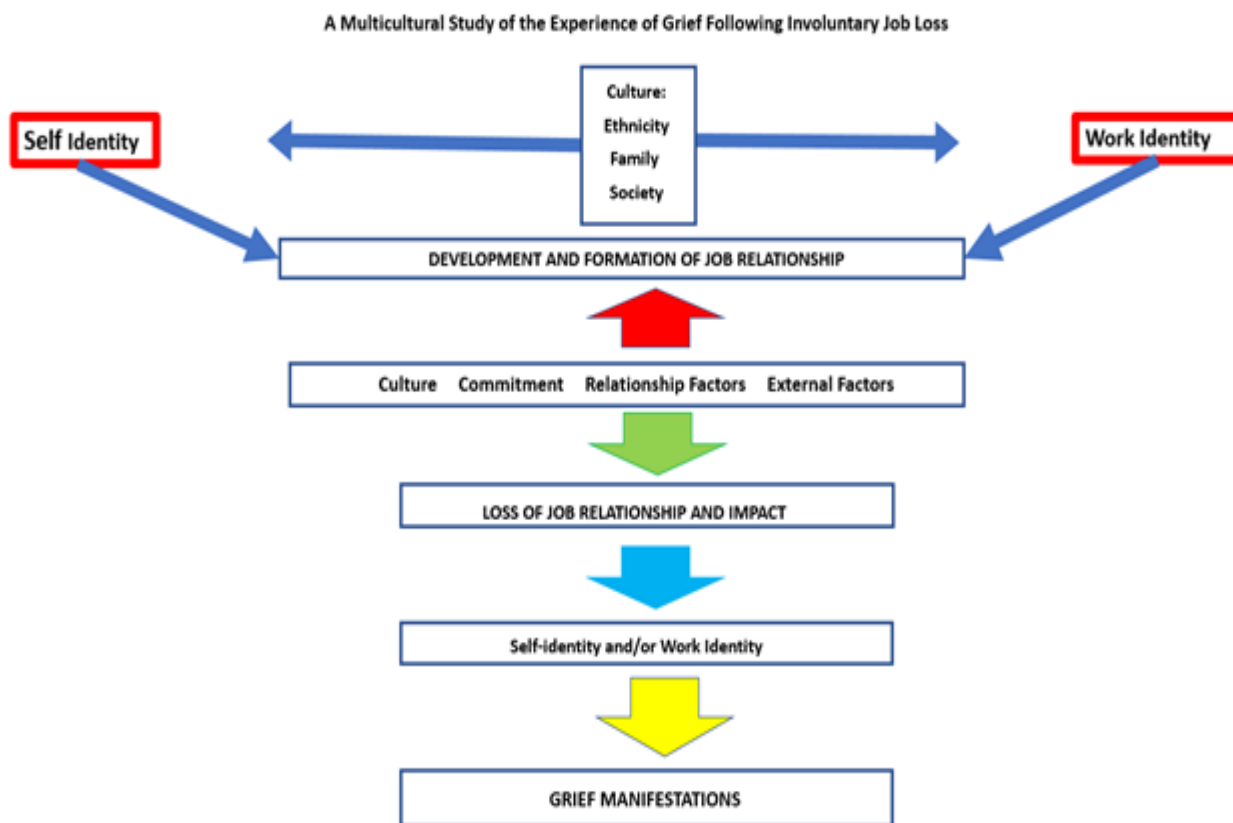 A Multicultural Study of the Experience of Grief Following Involuntary Job Loss
Culture:
Ethnicity
Family
Society
Self Identity
Work Identity
DEVELOPMENT AND FORMATION OF JOB RELATIONSHIP
Culture Commitment Relationship Factors External Factors
LOSS OF JOB RELATIONSHIP AND IMPACT
Self-identity and/or Work Identity
GRIEF MANIFESTATIONS